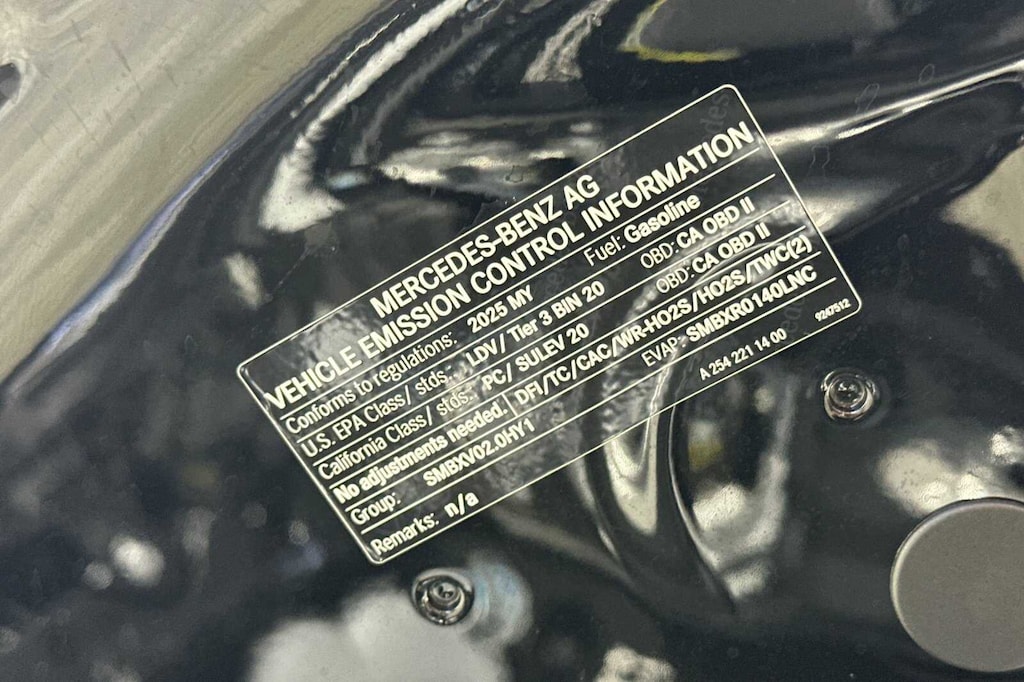 MERCEDES-BENZ AG
VEHICLE EMISSION CONTROL INFORMATION
Conforms to regulations: 2025 MY Fuel: Gasoline
U.S. EPA Class/ stds.: LDV/ Tier 3 BIN 20 OBD: CA OBD II
California Class/ stds.: PC/ SULEV 20 OBD: CA OBD II
No adjustments needed. DFI/TC/CAC/WR-HO2S/HO2S/TWC(2)
Group: SMBXV02.0HY1 EVAP: SMBXR0140LNC
Remarks: n/a A 254 221 14 00 9247512